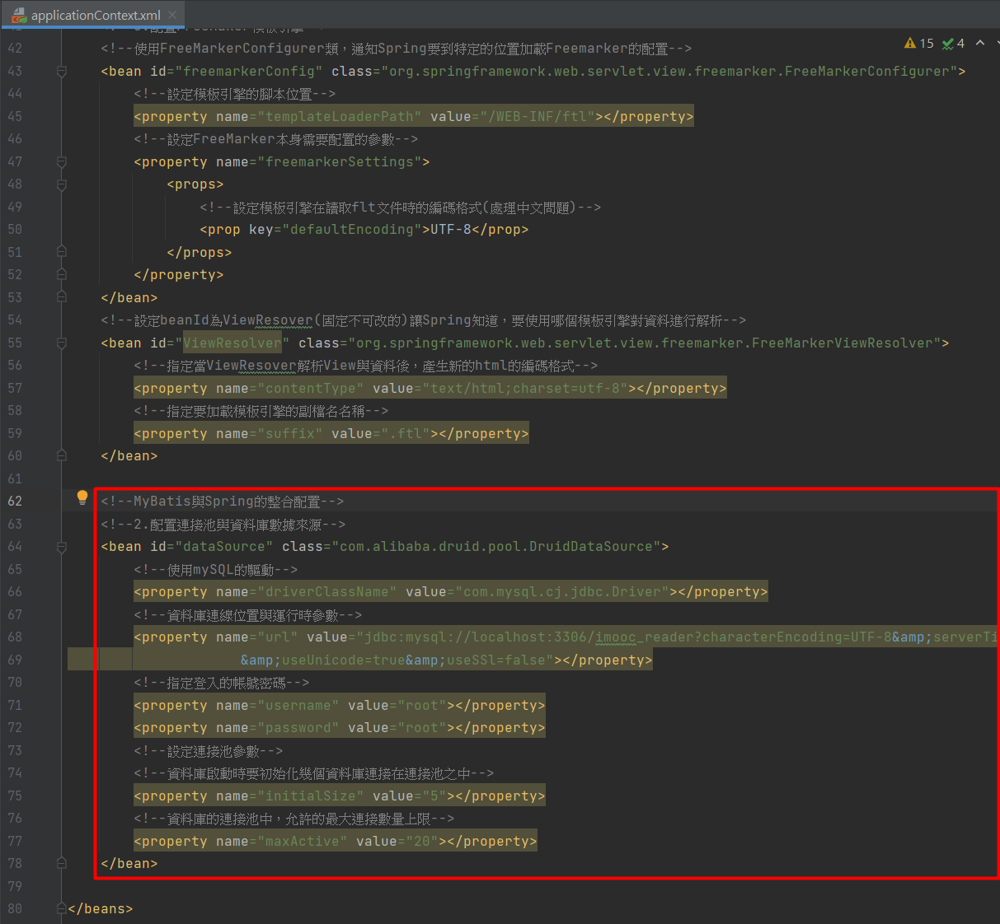 applicationContext.xml
42 <!--使用FreeMarkerConfigurer類，通知Spring要到特定的位置加載Freemarker的配置-->
15 4
43 <bean id="freemarkerConfig" class="org.springframework.web.servlet.view.freemarker.FreeMarkerConfigurer">
44 <!--設定模板引擎的腳本位置-->
45 <property name="templateLoaderPath" value="/WEB-INF/ftl"></property>
46 <!--設定FreeMarker本身需要配置的參數-->
47 <property name="freemarkerSettings">
48 <props>
49 <!--設定模板引擎在讀取flt文件時的編碼格式(處理中文問題)-->
50 <prop key="defaultEncoding">UTF-8</prop>
51 </props>
52 </property>
53 </bean>
54 <!--設定beanId為ViewResover(固定不可改的)讓Spring知道，要使用哪個模板引擎對資料進行解析-->
55 <bean id="ViewResolver" class="org.springframework.web.servlet.view.freemarker.FreeMarkerViewResolver">
56 <!--指定當ViewResover解析View與資料後，產生新的html的編碼格式-->
57 <property name="contentType" value="text/html;charset=utf-8"></property>
58 <!--指定要加載模板引擎的副檔名名稱-->
59 <property name="suffix" value=".ftl"></property>
60 </bean>
61
62 <!--MyBatis與Spring的整合配置-->
63 <!--2.配置連接池與資料庫數據來源-->
64 <bean id="dataSource" class="com.alibaba.druid.pool.DruidDataSource">
65 <!--使用mySQL的驅動-->
66 <property name="driverClassName" value="com.mysql.cj.jdbc.Driver"></property>
67 <!--資料庫連線位置與運行時參數-->
68 <property name="url" value="jdbc:mysql://localhost:3306/imooc_reader?characterEncoding=UTF-8&amp;serverTi
69 &amp;useUnicode=true&amp;useSSl=false"></property>
70 <!--指定登入的帳號密碼-->
71 <property name="username" value="root"></property>
72 <property name="password" value="root"></property>
73 <!--設定連接池參數-->
74 <!--資料庫啟動時要初始化幾個資料庫連接在連接池之中-->
75 <property name="initialSize" value="5"></property>
76 <!--資料庫的連接池中，允許的最大連接數量上限-->
77 <property name="maxActive" value="20"></property>
78 </bean>
79
80 </beans>